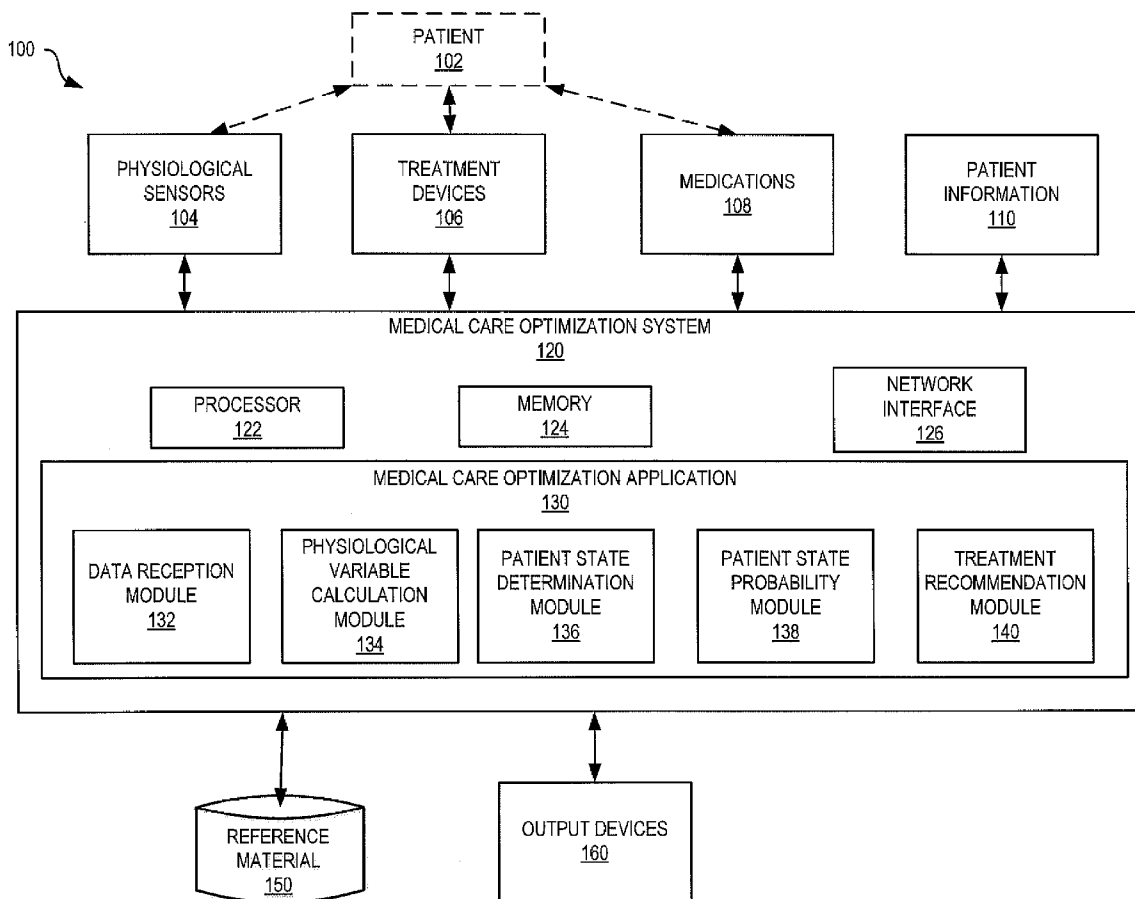 100
PATIENT
102
PHYSIOLOGICAL
SENSORS
104
TREATMENT
DEVICES
106
MEDICATIONS
108
PATIENT
INFORMATION
110
MEDICAL CARE OPTIMIZATION SYSTEM
120
PROCESSOR
122
MEMORY
124
NETWORK
INTERFACE
126
MEDICAL CARE OPTIMIZATION APPLICATION
130
DATA RECEPTION
MODULE
132
PHYSIOLOGICAL
VARIABLE
CALCULATION
MODULE
134
PATIENT STATE
DETERMINATION
MODULE
136
PATIENT STATE
PROBABILITY
MODULE
138
TREATMENT
RECOMMENDATION
MODULE
140
REFERENCE
MATERIAL
150
OUTPUT DEVICES
160